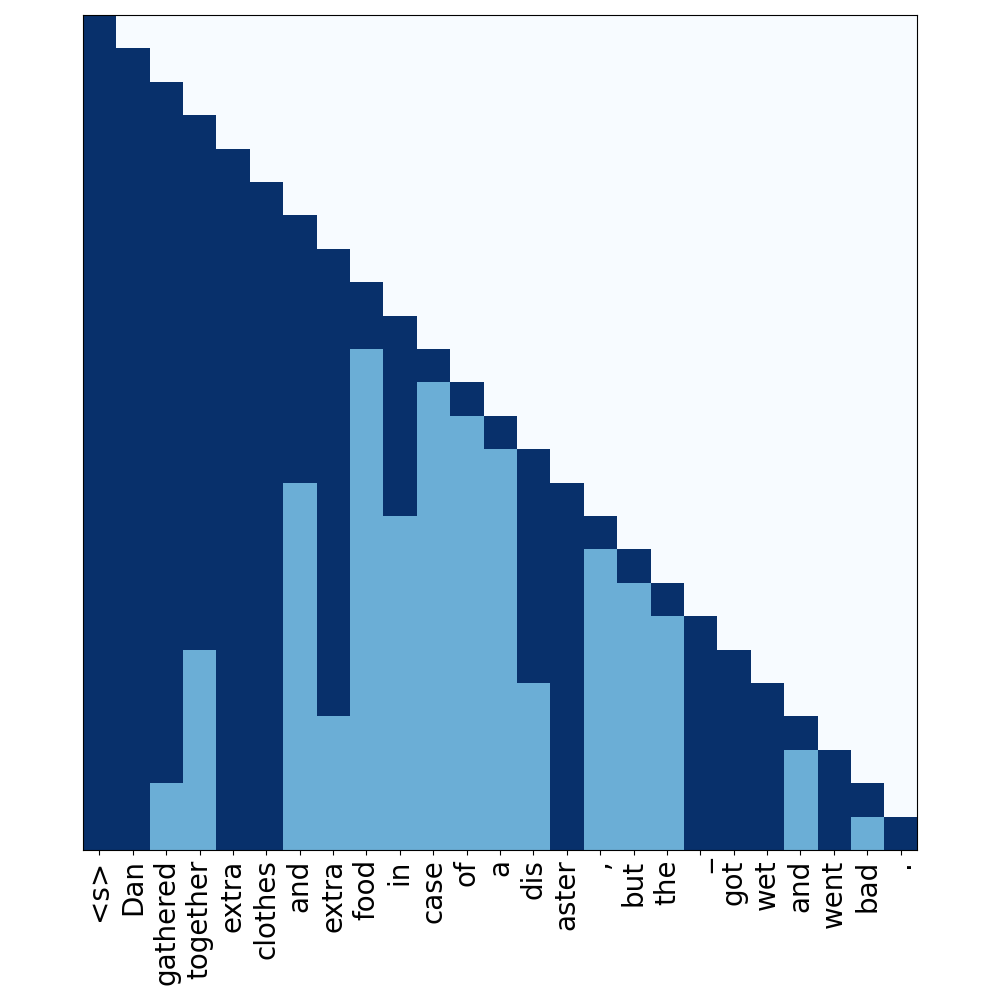 <s> Dan gathered together extra clothes and extra food in case of a dis aster , but the _ got wet and went bad .